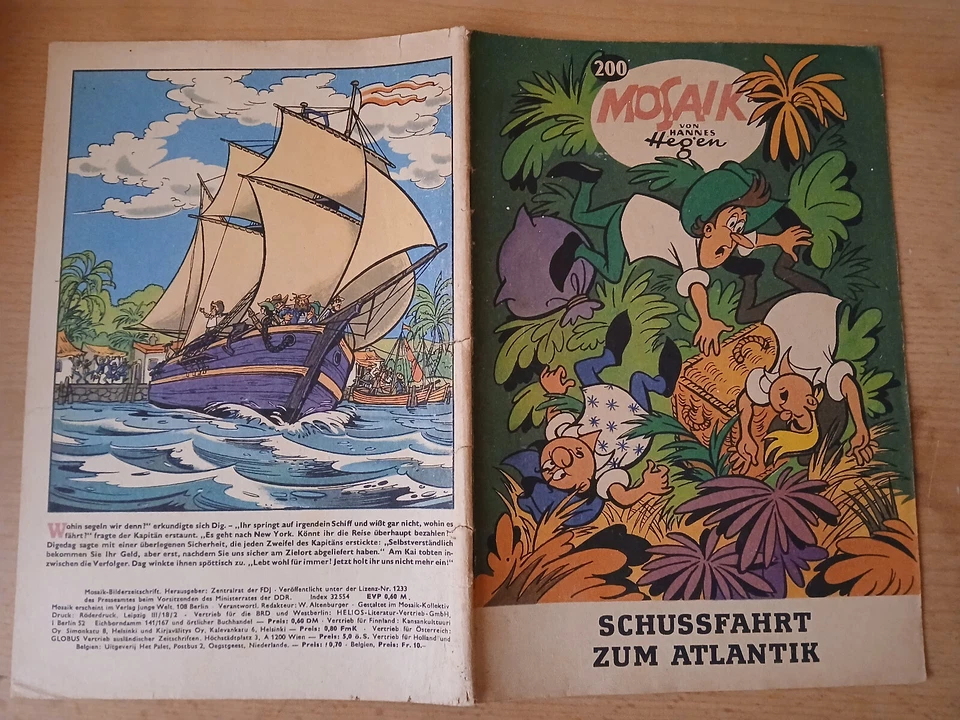 Wohin segeln wir denn?" erkundigte sich Dig. – „Ihr springt auf irgendein Schiff und wißt gar nicht, wohin es
fährt?" fragte der Kapitän erstaunt. „Es geht nach New York. Könnt ihr die Reise überhaupt bezahlen?"
Digedag sagte mit einer überlegenen Sicherheit, die jeden Zweifel des Kapitäns erstickte: „Selbstverständlich
bekommen Sie Ihr Geld, aber erst, nachdem Sie uns sicher am Zielort abgeliefert haben." Am Kai tobten in-
zwischen die Verfolger. Dag winkte ihnen spöttisch zu. „Lebt wohl für immer! Jetzt holt ihr uns nicht mehr ein!"
Mosaik-Bilderzeitschrift. Herausgeber: Zentralrat der FDJ – Veröffentlicht unter der Lizenz-Nr. 1233
des Presseamtes beim Vorsitzenden des Ministerrates der DDR. Index 32554 EVP 0,60 M,
Mosaik erscheint im Verlag Junge Welt, 108 Berlin · Verantwortl. Redakteur: W. Altenburger – Gestaltet im Mosaik-Kollektiv
Druck: Röderdruck, Leipzig III/18/2 – Vertrieb für die BRD und Westberlin: HELIOS-Literatur-Vertrieb-GmbH,
1 Berlin 52 Eichborndamm 141/167 und örtlicher Buchhandel – Preis: 0,60 DM – Vertrieb für Finnland: Kansankulttuuri
Oy Simonkatu 8, Helsinki und Kirjavälitys Oy, Kalevankatu 6, Helsinki – Preis: 0,80 FmK – Vertrieb für Österreich:
GLOBUS Vertrieb ausländischer Zeitschriften, Höchstädtplatz 3, A 1200 Wien – Preis: 5,0 ö.S. Vertrieb für Holland und
Belgien: Uitgeverij Het Palet, Postbus 2, Oegstgeest, Niederlande. – Preis: f 0,70 – Belgien, Preis: Fr. 10,–
200
MOSAIK
VON
HANNES
Hegen
SCHUSSFAHRT
ZUM ATLANTIK